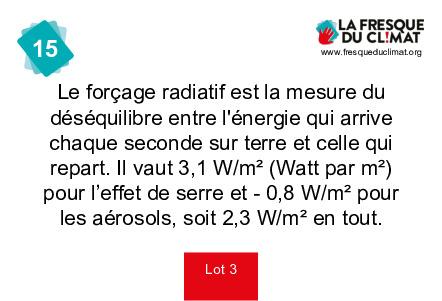 15
LA FRESQUE
DU CL!MAT
www.fresqueduclimat.org
Le forçage radiatif est la mesure du
déséquilibre entre l'énergie qui arrive
chaque seconde sur terre et celle qui
repart. Il vaut 3,1 W/m² (Watt par m²)
pour l’effet de serre et - 0,8 W/m² pour
les aérosols, soit 2,3 W/m² en tout.
Lot 3